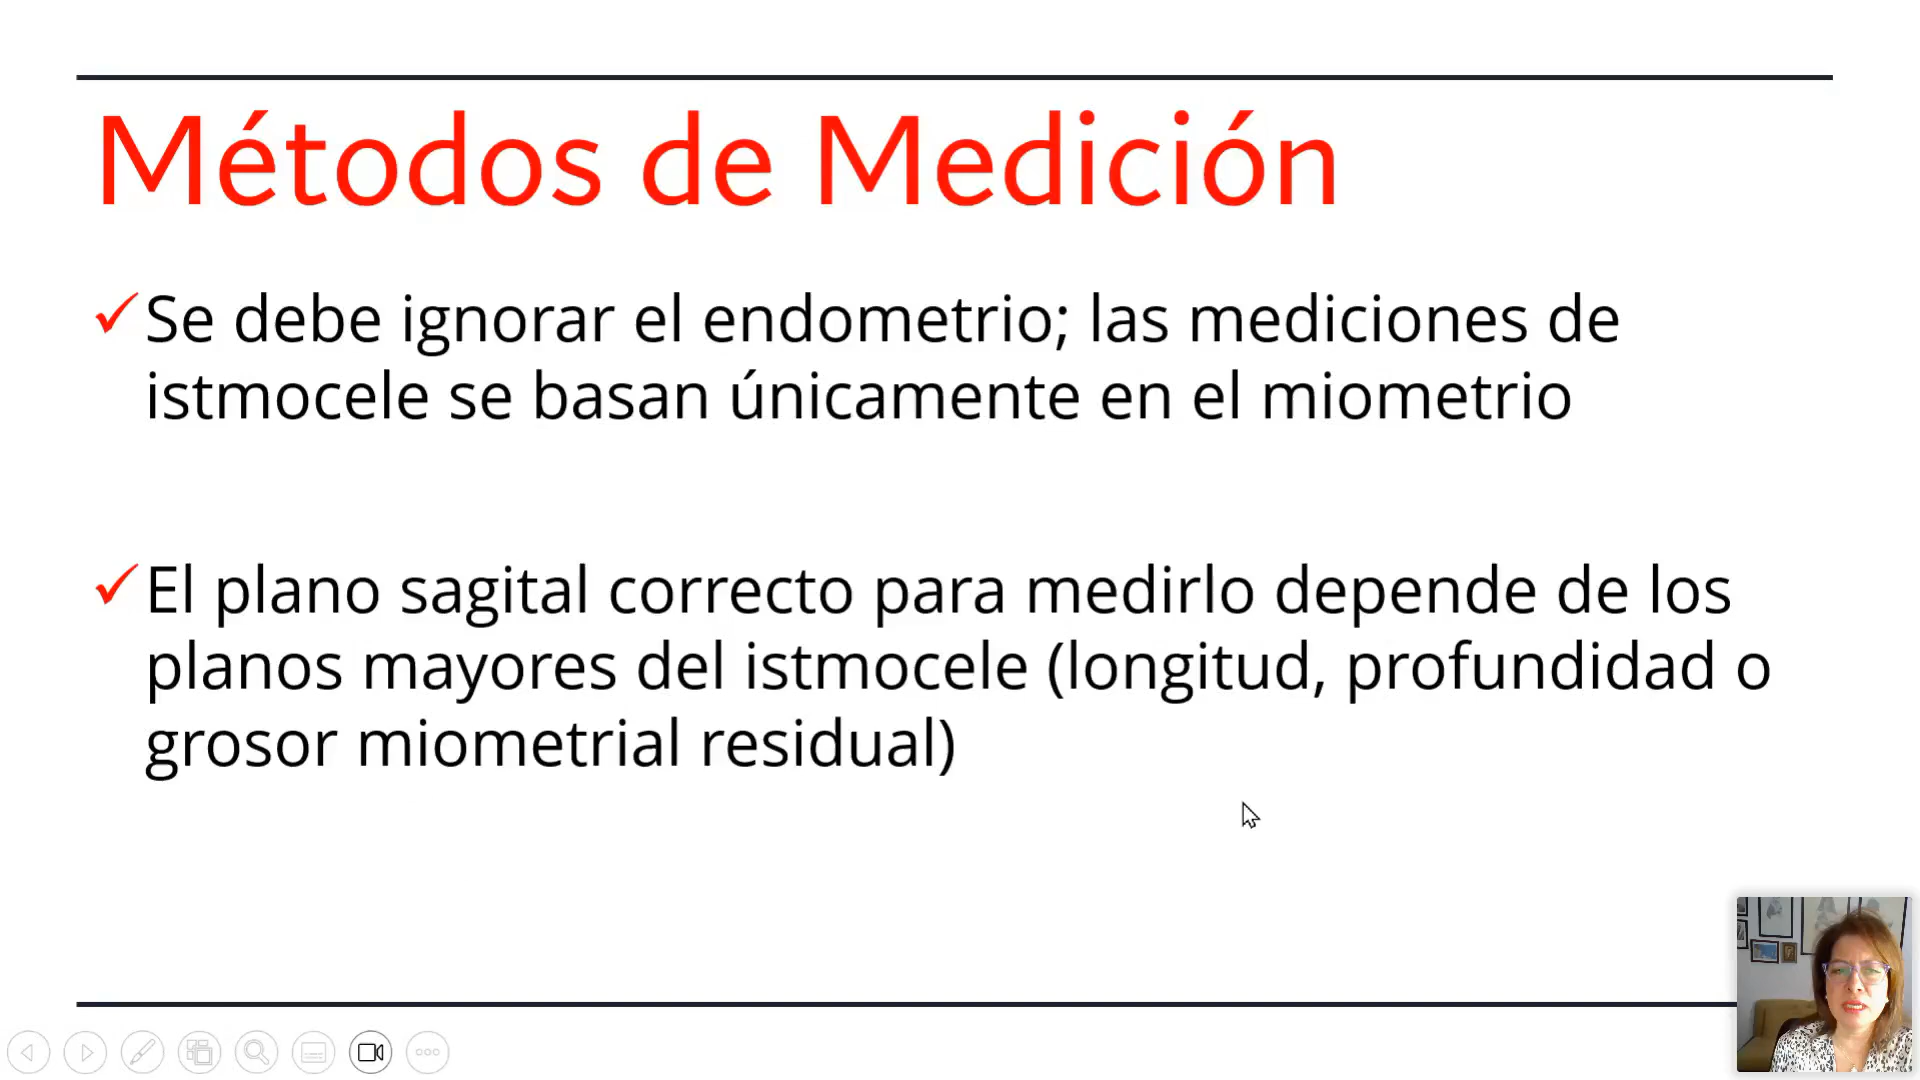 Métodos de Medición
Se debe ignorar el endometrio; las mediciones de
istmocele se basan únicamente en el miometrio
El plano sagital correcto para medirlo depende de los
planos mayores del istmocele (longitud, profundidad o
grosor miometrial residual)